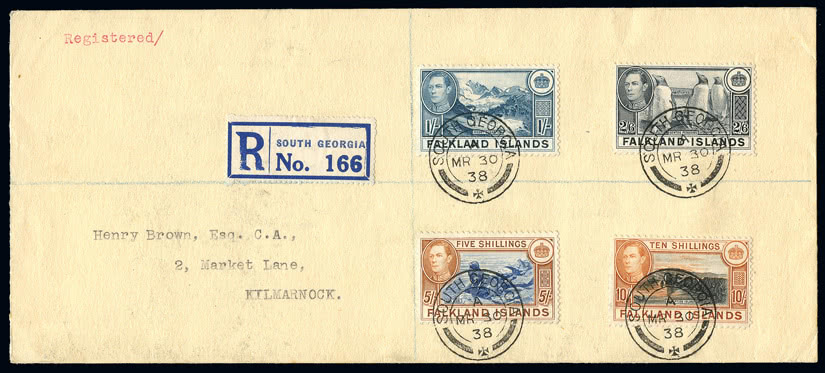 Registered/
1/- 1/-
FALKLAND ISLANDS
SOUTH GEORGIA
A
MR 30
38
2/6 2/6
FALKLAND ISLANDS
SOUTH GEORGIA
MR 30
38
R SOUTH GEORGIA
No. 166
Henry Brown, Esq. C.A.,
2, Market Lane,
KILMARNOCK.
FIVE SHILLINGS
5/- 5/-
FALKLAND ISLANDS
SOUTH GEORGIA
A
MR 30
38
TEN SHILLINGS
10/- 10/-
FALKLAND ISLANDS
SOUTH GEORGIA
A
MR 30
38